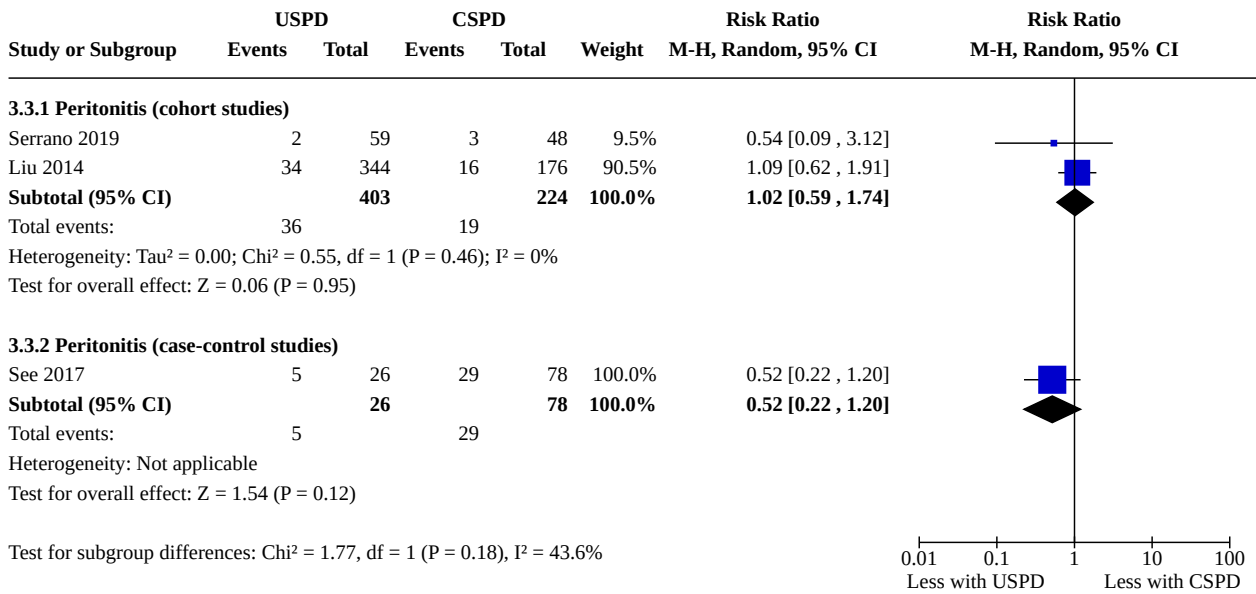 USPD CSPD Risk Ratio Risk Ratio
Study or Subgroup Events Total Events Total Weight M-H, Random, 95% CI M-H, Random, 95% CI
3.3.1 Peritonitis (cohort studies)
Serrano 2019 2 59 3 48 9.5% 0.54 [0.09 , 3.12]
Liu 2014 34 344 16 176 90.5% 1.09 [0.62 , 1.91]
Subtotal (95% CI) 403 224 100.0% 1.02 [0.59 , 1.74]
Total events: 36 19
Heterogeneity: Tau² = 0.00; Chi² = 0.55, df = 1 (P = 0.46); I² = 0%
Test for overall effect: Z = 0.06 (P = 0.95)
3.3.2 Peritonitis (case-control studies)
See 2017 5 26 29 78 100.0% 0.52 [0.22 , 1.20]
Subtotal (95% CI) 26 78 100.0% 0.52 [0.22 , 1.20]
Total events: 5 29
Heterogeneity: Not applicable
Test for overall effect: Z = 1.54 (P = 0.12)
Test for subgroup differences: Chi² = 1.77, df = 1 (P = 0.18), I² = 43.6%
0.01 0.1 1 10 100
Less with USPD Less with CSPD